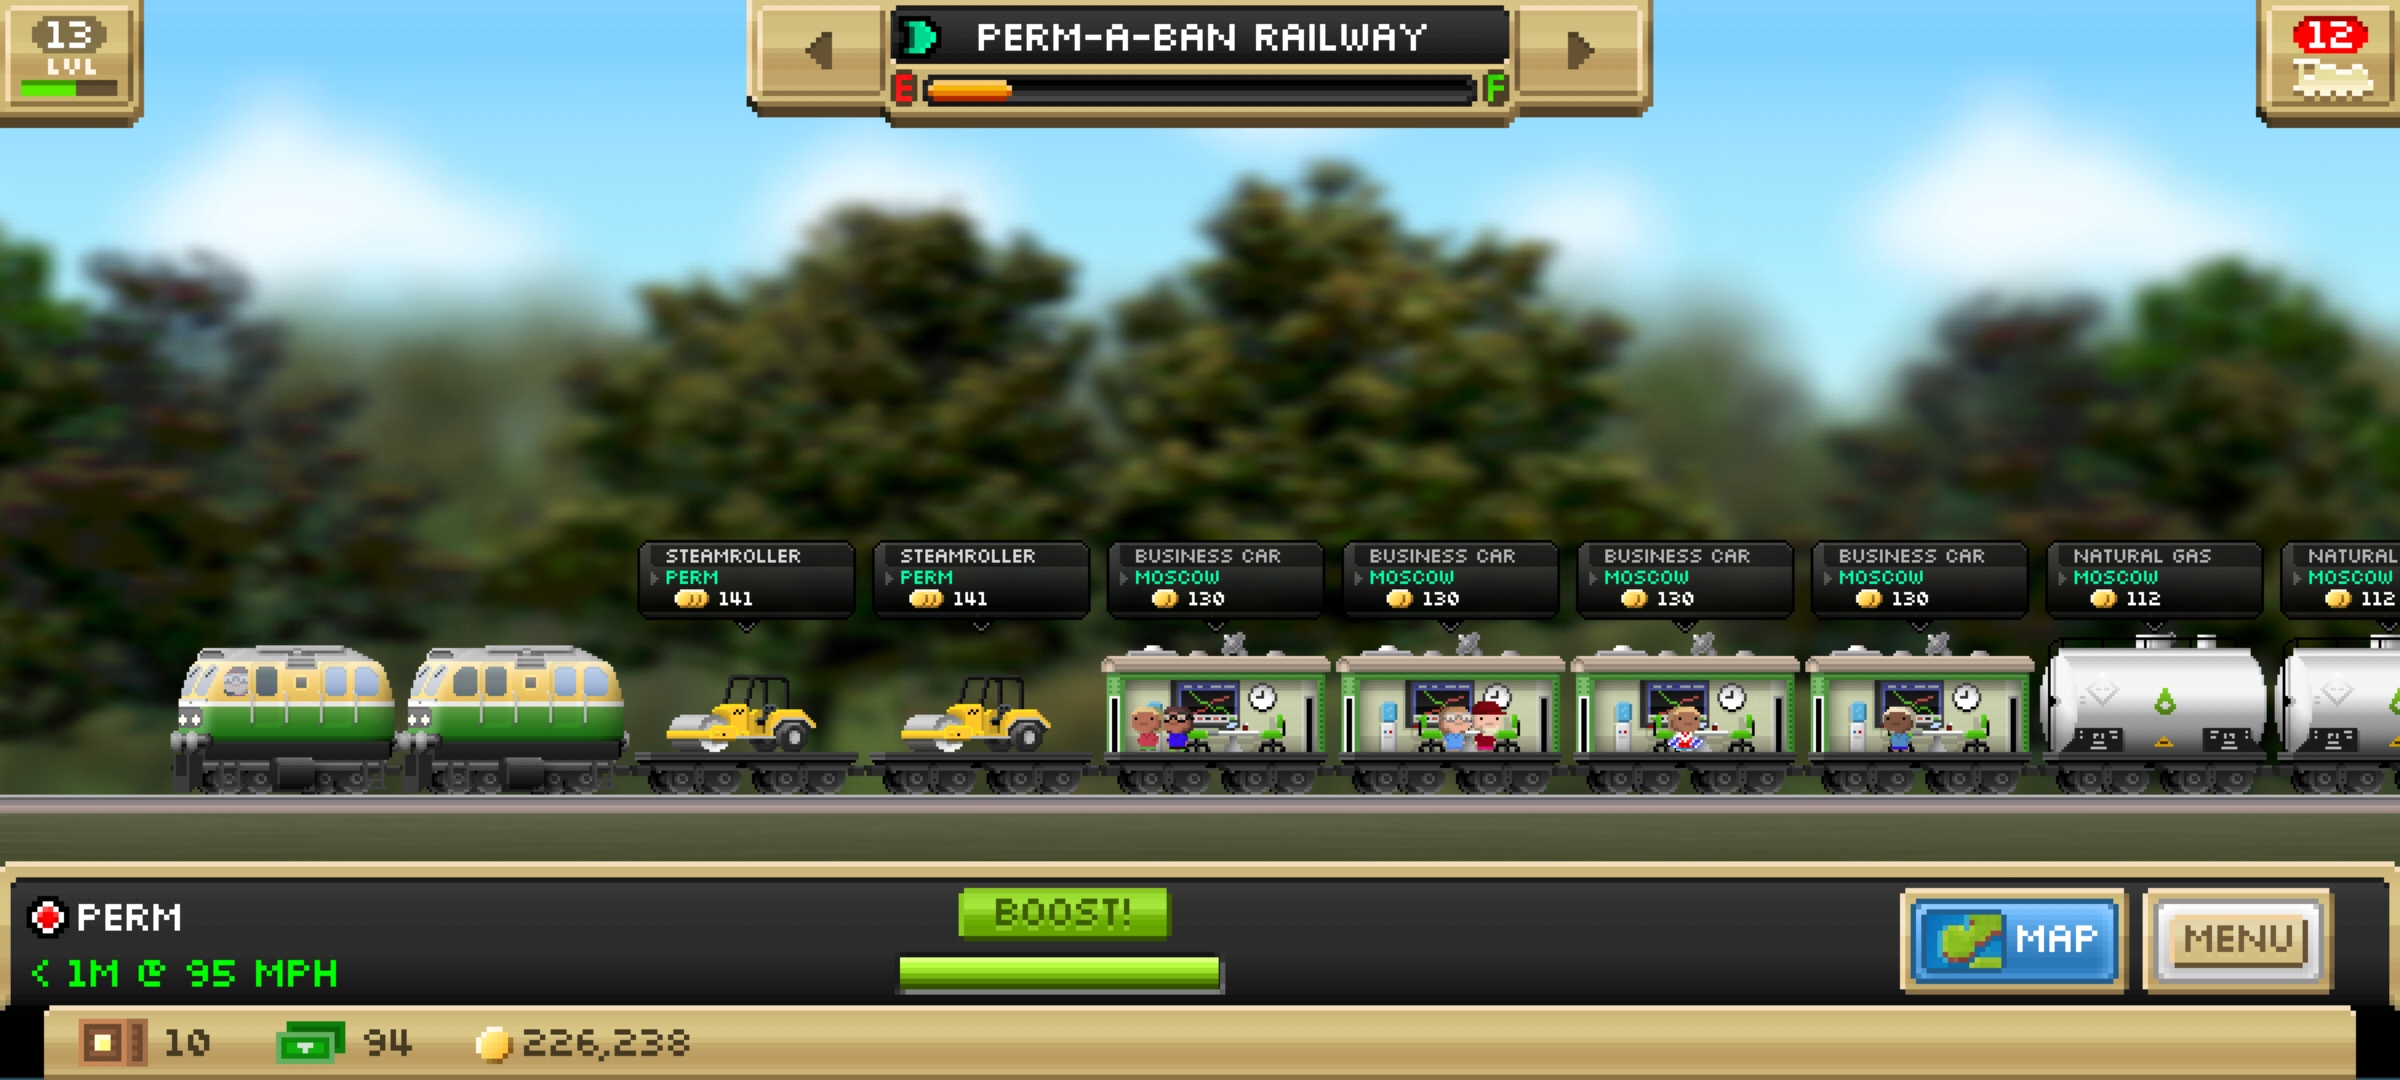 13
LVL
PERM-A-BAN RAILWAY
E F
12
STEAMROLLER
PERM
141
STEAMROLLER
PERM
141
BUSINESS CAR
MOSCOW
130
BUSINESS CAR
MOSCOW
130
BUSINESS CAR
MOSCOW
130
BUSINESS CAR
MOSCOW
130
NATURAL GAS
MOSCOW
112
NATURAL
MOSCOW
112
PERM
< 1M @ 95 MPH
BOOST!
MAP
MENU
10
94
226,238